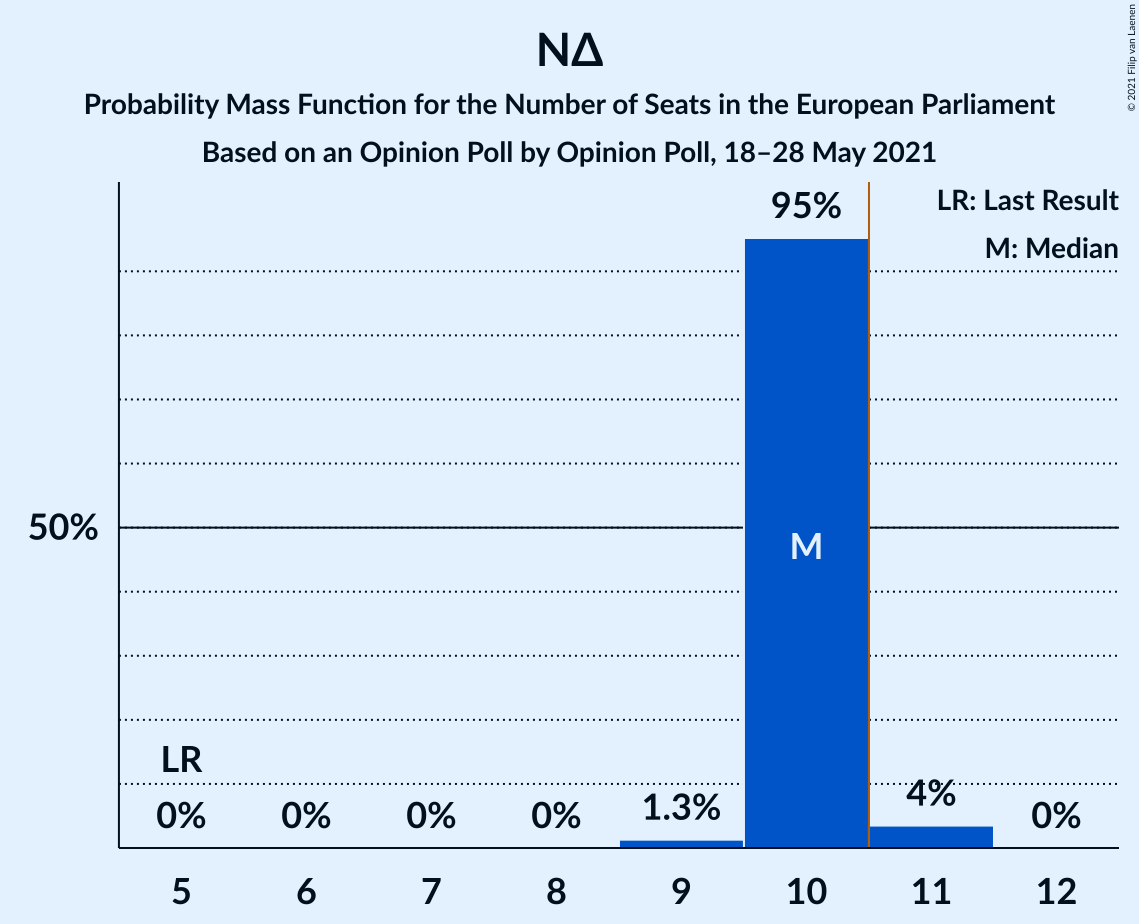 ΝΔ
Probability Mass Function for the Number of Seats in the European Parliament
Based on an Opinion Poll by Opinion Poll, 18–28 May 2021
© 2021 Filip van Laenen
LR: Last Result
M: Median
95%
50%
M
LR
0% 0% 0% 0% 1.3% 4% 0%
5 6 7 8 9 10 11 12